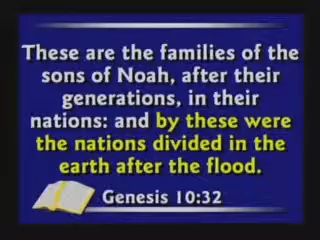 These are the families of the
sons of Noah, after their
generations, in their
nations: and by these were
the nations divided in the
earth after the flood.
Genesis 10:32